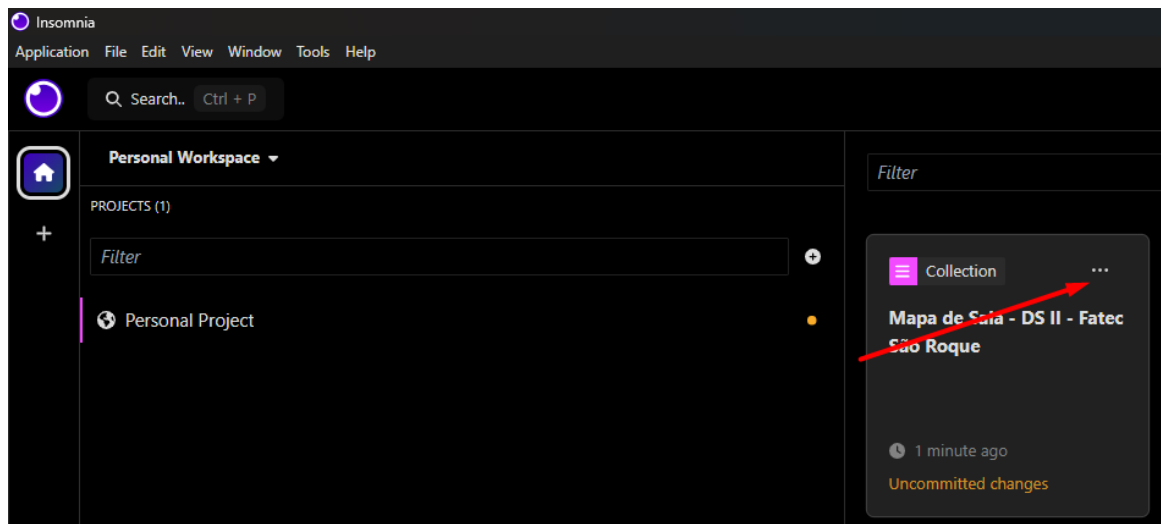 Insomnia
Application File Edit View Window Tools Help
Search.. Ctrl + P
Personal Workspace
PROJECTS (1)
Filter
Personal Project
Filter
Collection
Mapa de Sala - DS II - Fatec
São Roque
1 minute ago
Uncommitted changes